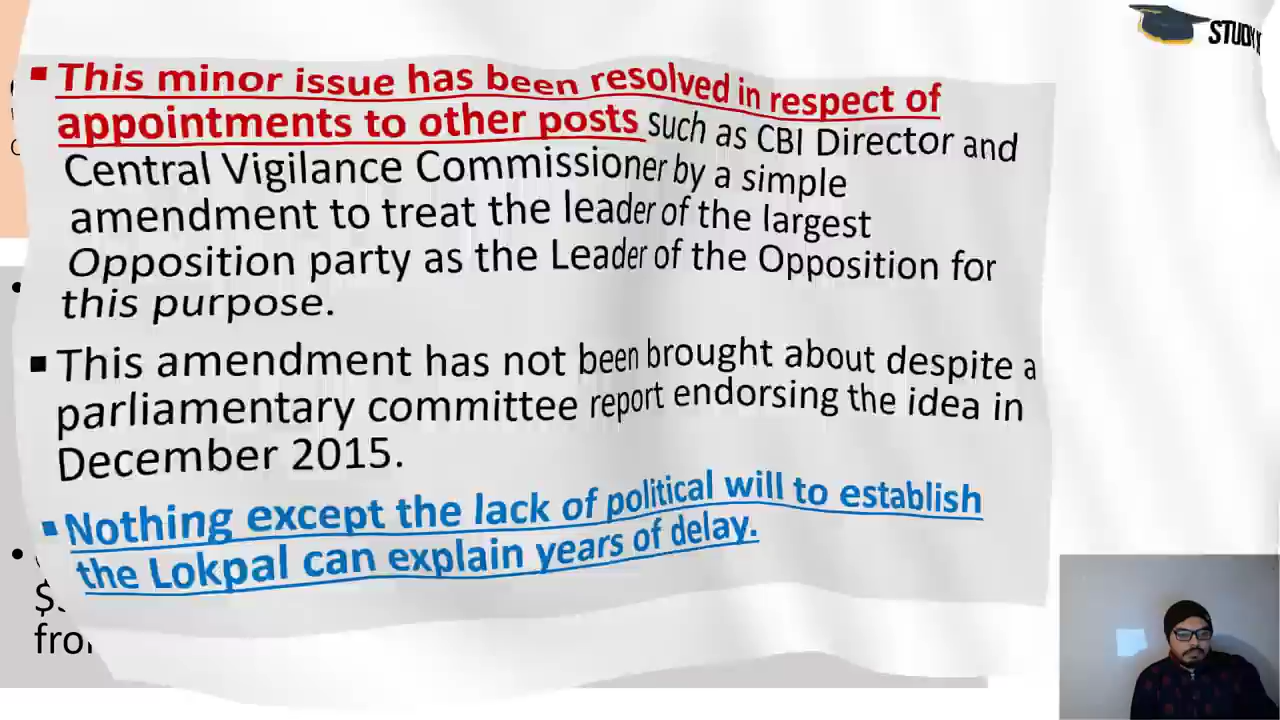 STUDY
This minor issue has been resolved in respect of
appointments to other posts such as CBI Director and
Central Vigilance Commissioner by a simple
amendment to treat the leader of the largest
Opposition party as the Leader of the Opposition for
this purpose.
This amendment has not been brought about despite a
parliamentary committee report endorsing the idea in
December 2015.
Nothing except the lack of political will to establish
the Lokpal can explain years of delay.